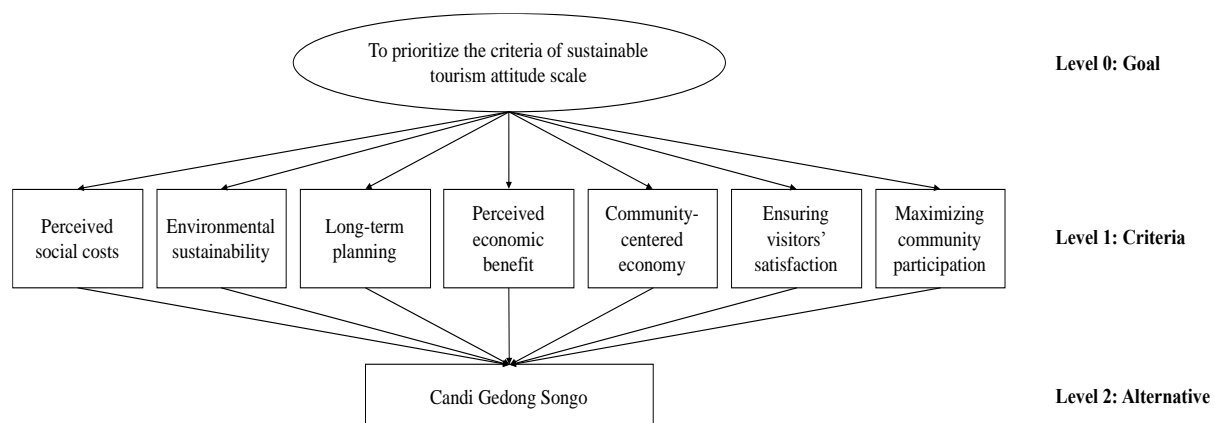 To prioritize the criteria of sustainable
tourism attitude scale
Level 0: Goal
Perceived
social costs
Environmental
sustainability
Long-term
planning
Perceived
economic
benefit
Community-
centered
economy
Ensuring
visitors'
satisfaction
Maximizing
community
participation
Level 1: Criteria
Candi Gedong Songo
Level 2: Alternative